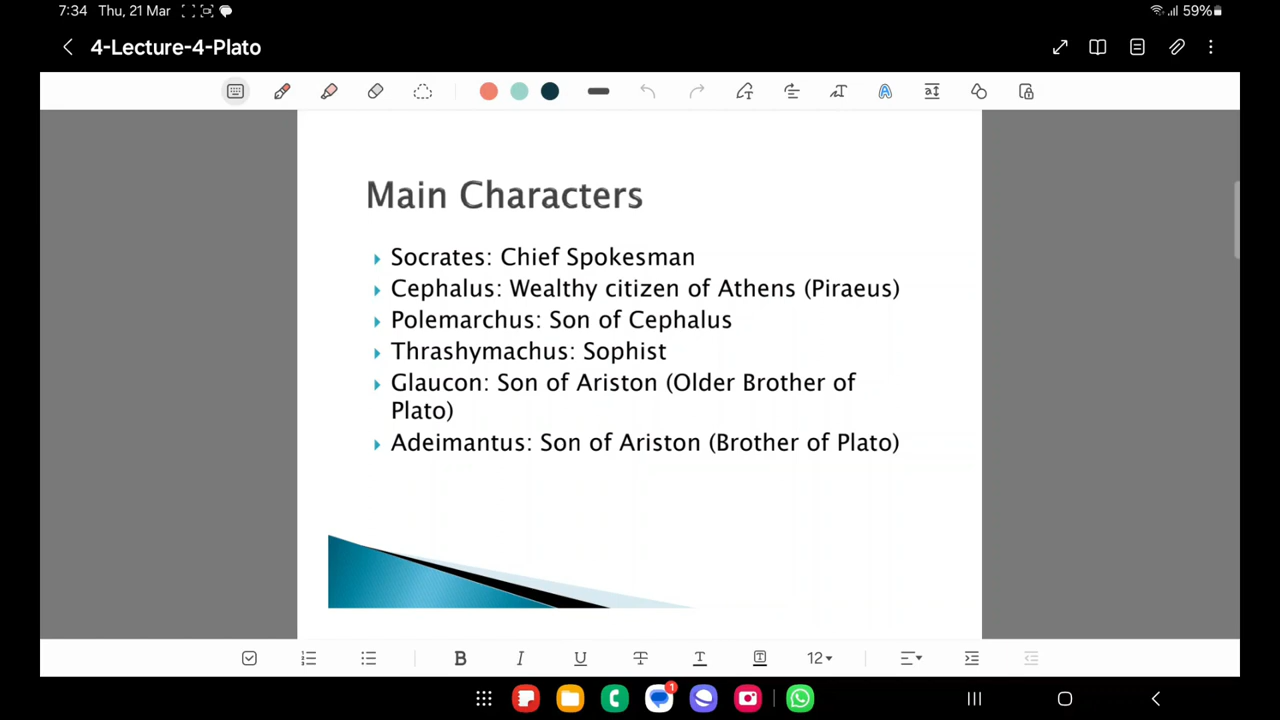 7:34 Thu, 21 Mar 59%
4-Lecture-4-Plato
Main Characters
Socrates: Chief Spokesman
Cephalus: Wealthy citizen of Athens (Piraeus)
Polemarchus: Son of Cephalus
Thrashymachus: Sophist
Glaucon: Son of Ariston (Older Brother of
Plato)
Adeimantus: Son of Ariston (Brother of Plato)
B I U T T T 12
1